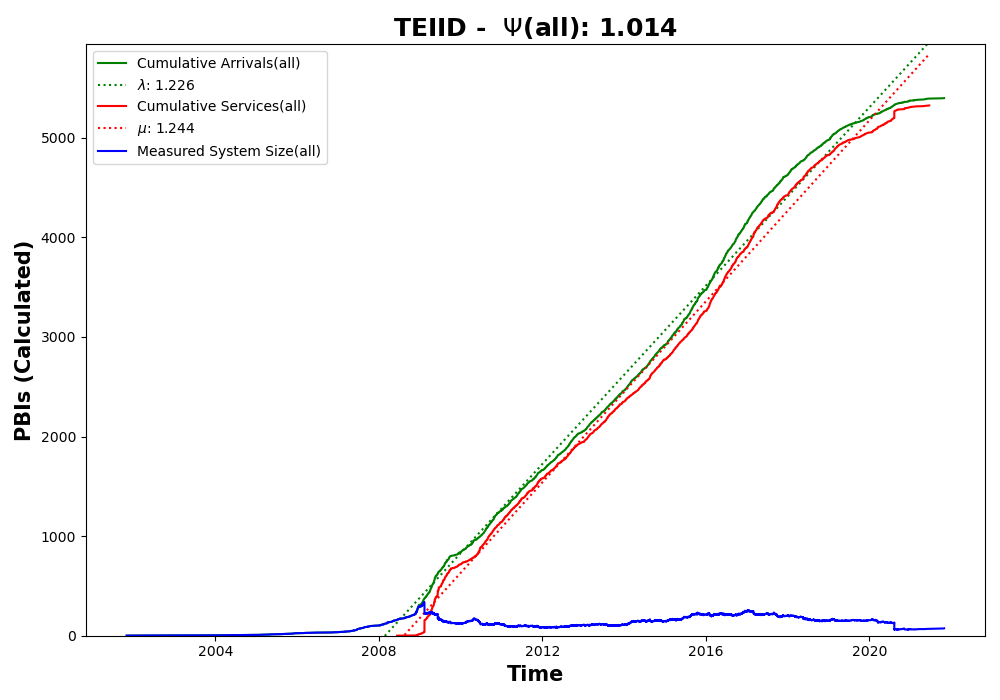 TEIID -  Ψ(all): 1.014
Cumulative Arrivals(all)
λ: 1.226
Cumulative Services(all)
μ: 1.244
Measured System Size(all)
PBIs (Calculated)
5000
4000
3000
2000
1000
0
2004 2008 2012 2016 2020
Time